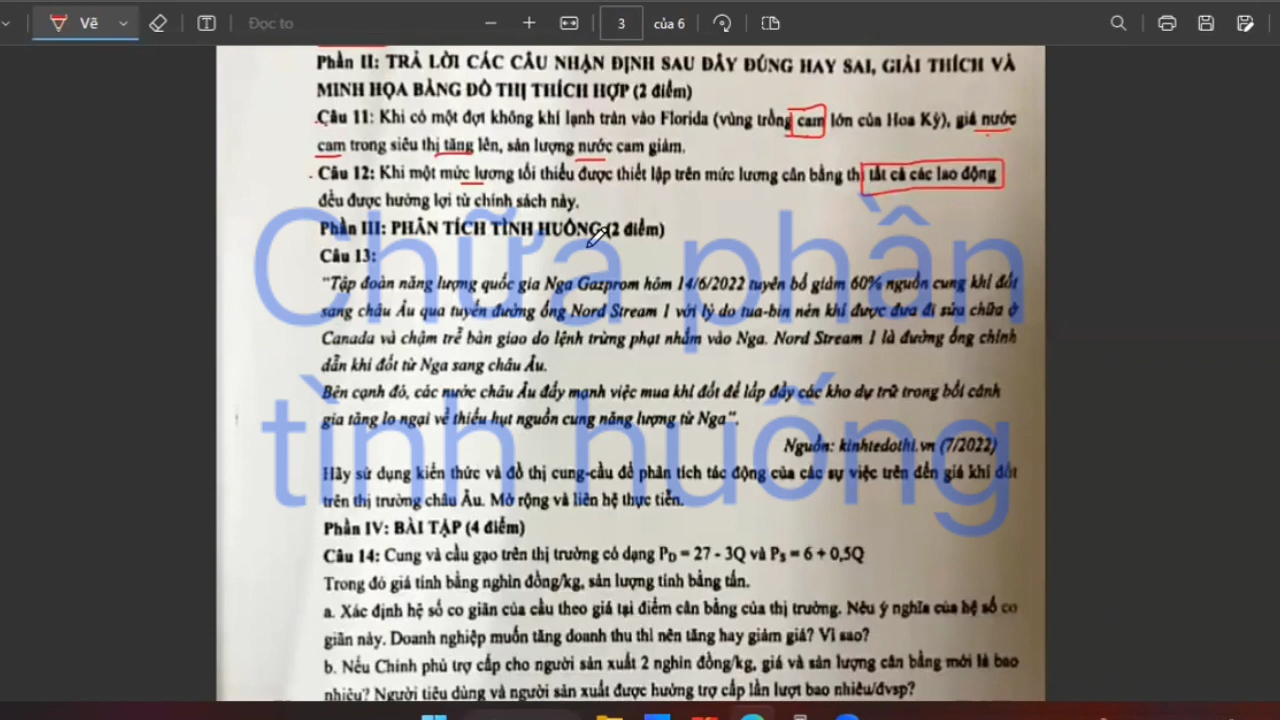 Vẽ
Đọc to
3
của 6
Phần II: TRẢ LỜI CÁC CÂU NHẬN ĐỊNH SAU ĐÂY ĐÚNG HAY SAI, GIẢI THÍCH VÀ
MINH HỌA BẰNG ĐỒ THỊ THÍCH HỢP (2 điểm)
Câu 11: Khi có một đợt không khí lạnh tràn vào Florida (vùng trồng cam lớn của Hoa Kỳ), giá nước
cam trong siêu thị tăng lên, sản lượng nước cam giảm.
Câu 12: Khi một mức lương tối thiểu được thiết lập trên mức lương cân bằng thì tất cả các lao động
đều được hưởng lợi từ chính sách này.
Phần III: PHÂN TÍCH TÌNH HUỐNG (2 điểm)
Câu 13:
"Tập đoàn năng lượng quốc gia Nga Gazprom hôm 14/6/2022 tuyên bố giảm 60% nguồn cung khí đốt
sang châu Âu qua tuyến đường ống Nord Stream 1 với lý do tua-bin nén khí được đưa đi sửa chữa ở
Canada và chậm trễ bàn giao do lệnh trừng phạt nhắm vào Nga. Nord Stream 1 là đường ống chính
dẫn khí đốt từ Nga sang châu Âu.
Bên cạnh đó, các nước châu Âu đẩy mạnh việc mua khí đốt để lấp đầy các kho dự trữ trong bối cảnh
gia tăng lo ngại về thiếu hụt nguồn cung năng lượng từ Nga".
Nguồn: kinhtedothi.vn (7/2022)
Hãy sử dụng kiến thức và đồ thị cung-cầu để phân tích tác động của các sự việc trên đến giá khí đốt
trên thị trường châu Âu. Mở rộng và liên hệ thực tiễn.
Chữa phần
tình huống
Phần IV: BÀI TẬP (4 điểm)
Câu 14: Cung và cầu gạo trên thị trường có dạng P_D = 27 - 3Q và P_S = 6 + 0,5Q
Trong đó giá tính bằng nghìn đồng/kg, sản lượng tính bằng tấn.
a. Xác định hệ số co giãn của cầu theo giá tại điểm cân bằng của thị trường. Nêu ý nghĩa của hệ số co
giãn này. Doanh nghiệp muốn tăng doanh thu thì nên tăng hay giảm giá? Vì sao?
b. Nếu Chính phủ trợ cấp cho người sản xuất 2 nghìn đồng/kg, giá và sản lượng cân bằng mới là bao
nhiêu? Người tiêu dùng và người sản xuất được hưởng trợ cấp lần lượt bao nhiêu/đvsp?